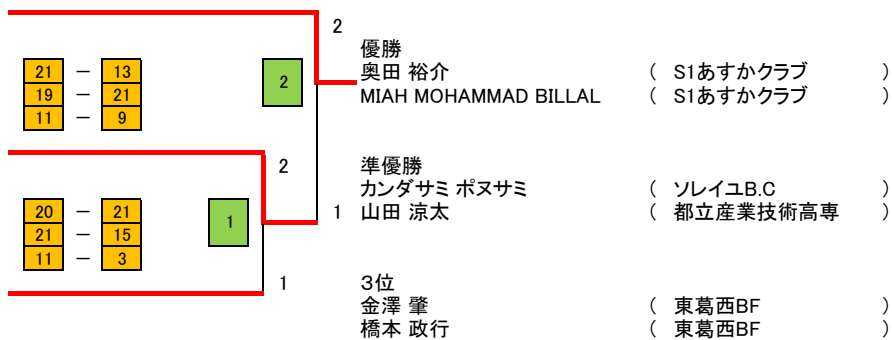 2
優勝
21 － 13
2
奥田 裕介 （ S1あすかクラブ ）
19 － 21
MIAH MOHAMMAD BILLAL （ S1あすかクラブ ）
11 － 9
2
準優勝
カンダサミ ポヌサミ （ ソレイユB.C ）
20 － 21
1
1
山田 涼太 （ 都立産業技術高専 ）
21 － 15
11 － 3
1
３位
金澤 肇 （ 東葛西BF ）
橋本 政行 （ 東葛西BF ）